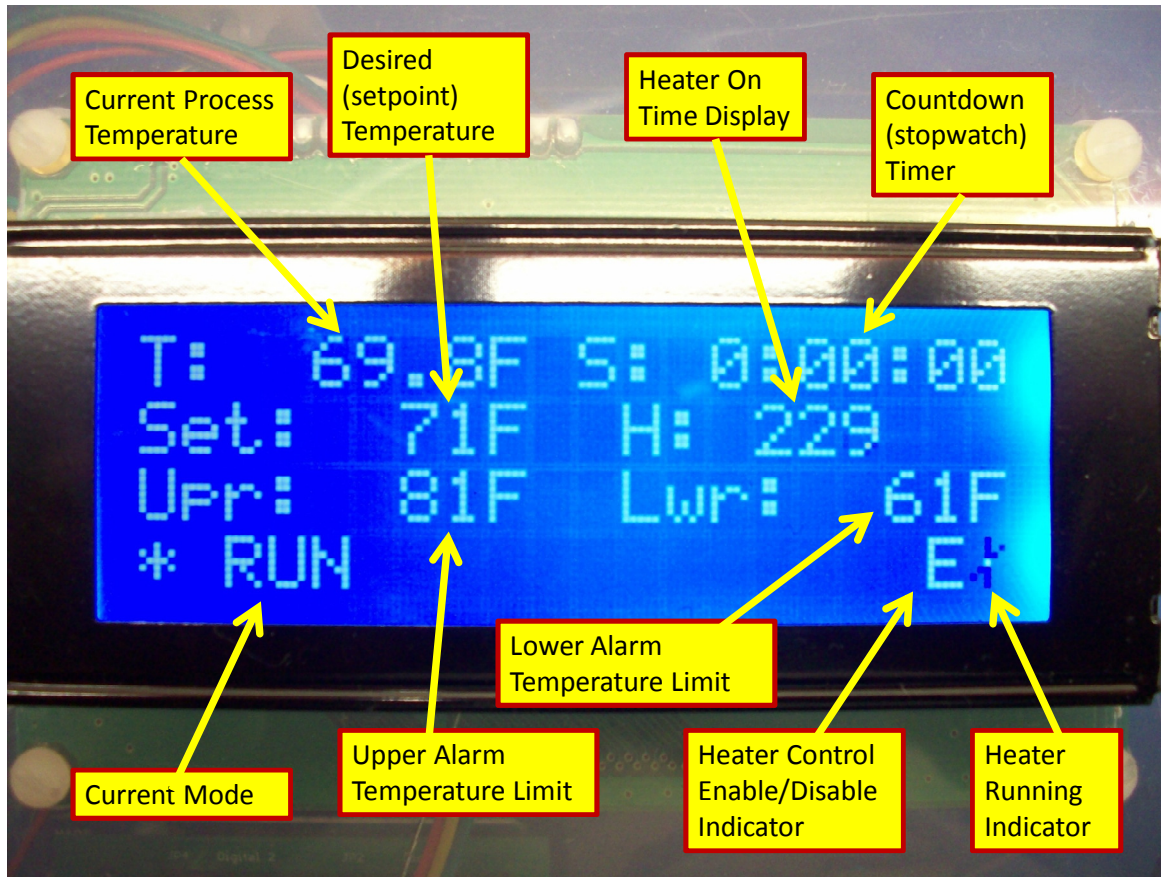 Current Process
Temperature
Desired
(setpoint)
Temperature
Heater On
Time Display
Countdown
(stopwatch)
Timer
T: 69.8F S: 0:00:00
Set: 71F H: 229
Upr: 81F Lwr: 61F
* RUN E
Lower Alarm
Temperature Limit
Current Mode
Upper Alarm
Temperature Limit
Heater Control
Enable/Disable
Indicator
Heater
Running
Indicator
Digital 2